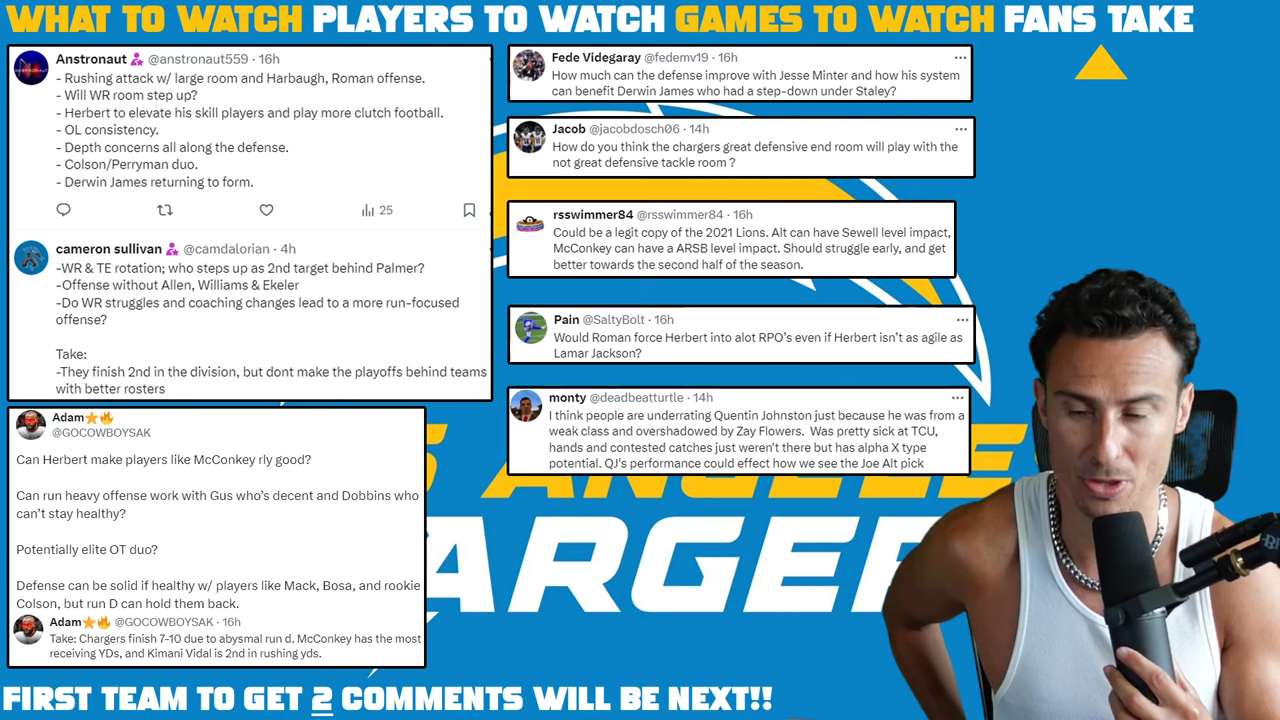 WHAT TO WATCH PLAYERS TO WATCH GAMES TO WATCH FANS TAKE
Anstronaut @anstronaut559 · 16h
- Rushing attack w/ large room and Harbaugh, Roman offense.
- Will WR room step up?
- Herbert to elevate his skill players and play more clutch football.
- OL consistency.
- Depth concerns all along the defense.
- Colson/Perryman duo.
- Derwin James returning to form.
25
cameron sullivan @camdalorian · 4h
-WR & TE rotation; who steps up as 2nd target behind Palmer?
-Offense without Allen, Williams & Ekeler
-Do WR struggles and coaching changes lead to a more run-focused
offense?
Take:
-They finish 2nd in the division, but dont make the playoffs behind teams
with better rosters
Adam⭐🔥
@GOCOWBOYSAK
Can Herbert make players like McConkey rly good?
Can run heavy offense work with Gus who's decent and Dobbins who
can't stay healthy?
Potentially elite OT duo?
Defense can be solid if healthy w/ players like Mack, Bosa, and rookie
Colson, but run D can hold them back.
Adam⭐🔥 @GOCOWBOYSAK · 16h
Take: Chargers finish 7-10 due to abysmal run d. McConkey has the most
receiving YDs, and Kimani Vidal is 2nd in rushing yds.
Fede Videgaray @fedemv19 · 16h
How much can the defense improve with Jesse Minter and how his system
can benefit Derwin James who had a step-down under Staley?
Jacob @jacobdosch06 · 14h
How do you think the chargers great defensive end room will play with the
not great defensive tackle room ?
rsswimmer84 @rsswimmer84 · 16h
Could be a legit copy of the 2021 Lions. Alt can have Sewell level impact,
McConkey can have a ARSB level impact. Should struggle early, and get
better towards the second half of the season.
Pain @SaltyBolt · 16h
Would Roman force Herbert into alot RPO's even if Herbert isn't as agile as
Lamar Jackson?
monty @deadbeatturtle · 14h
I think people are underrating Quentin Johnston just because he was from a
weak class and overshadowed by Zay Flowers. Was pretty sick at TCU,
hands and contested catches just weren't there but has alpha X type
potential. QJ's performance could effect how we see the Joe Alt pick
S ANGELE
ARGER
FIRST TEAM TO GET 2 COMMENTS WILL BE NEXT!!